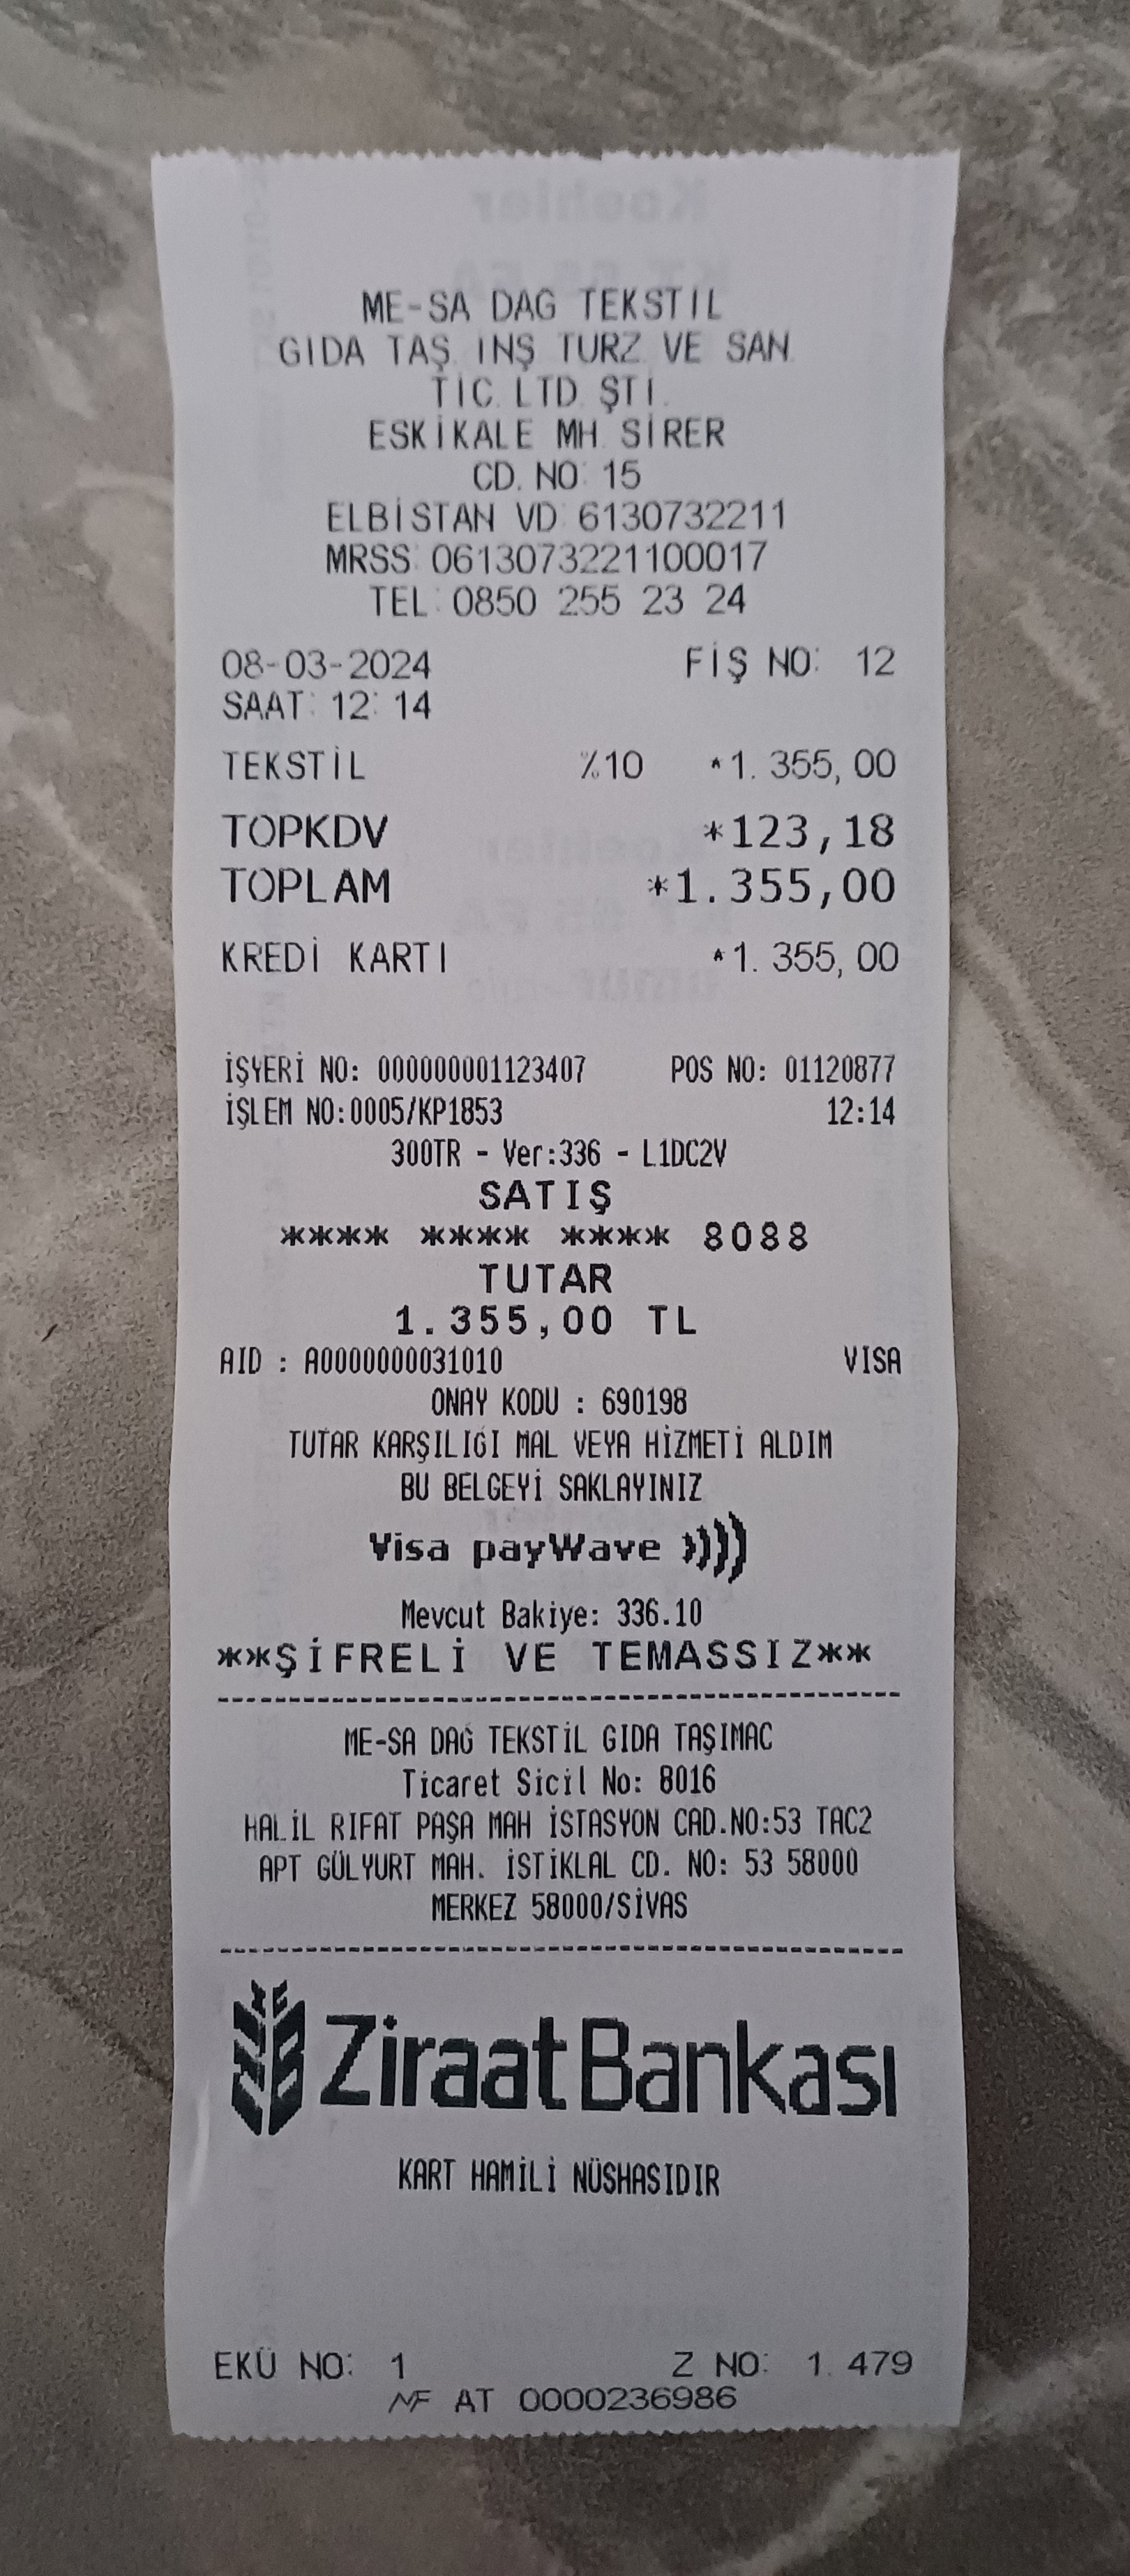 ME-SA DAG TEKSTİL
GIDA TAŞ. İNŞ TURZ. VE SAN.
TİC. LTD. ŞTİ.
ESKİKALE MH. SİRER
CD. NO: 15
ELBİSTAN VD: 6130732211
MRSS: 0613073221100017
TEL: 0850 255 23 24
08-03-2024 FİŞ NO: 12
SAAT: 12:14
TEKSTİL %10 *1.355,00
TOPKDV *123,18
TOPLAM *1.355,00
KREDİ KARTI *1.355,00
İŞYERİ NO: 000000001123407 POS NO: 01120877
İŞLEM NO:0005/KP1853 12:14
300TR - Ver:336 - L1DC2V
SATIŞ
**** **** **** 8088
TUTAR
1.355,00 TL
AID : A0000000031010 VISA
ONAY KODU : 690198
TUTAR KARŞILIĞI MAL VEYA HİZMETİ ALDIM
BU BELGEYİ SAKLAYINIZ
Visa payWave
Mevcut Bakiye: 336.10
**ŞİFRELİ VE TEMASSIZ**
ME-SA DAĞ TEKSTİL GIDA TAŞIMAC
Ticaret Sicil No: 8016
HALİL RIFAT PAŞA MAH İSTASYON CAD.NO:53 TAC2
APT GÜLYURT MAH. İSTİKLAL CD. NO: 53 58000
MERKEZ 58000/SİVAS
Ziraat Bankası
KART HAMİLİ NÜSHASIDIR
EKÜ NO: 1 Z NO: 1.479
MF AT 0000236986